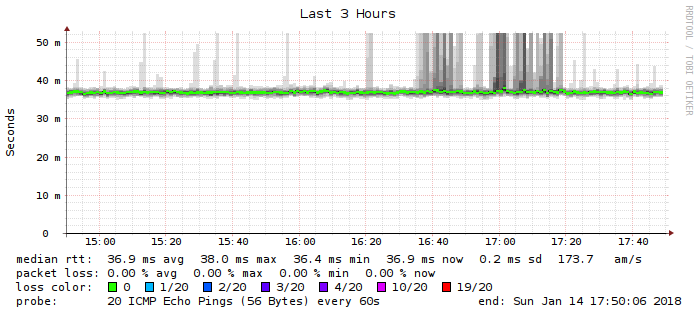 Last 3 Hours
RRDTOOL / TOBI OETIKER
Seconds
50 m
40 m
30 m
20 m
10 m
0
15:00 15:20 15:40 16:00 16:20 16:40 17:00 17:20 17:40
median rtt: 36.9 ms avg 38.0 ms max 36.4 ms min 36.9 ms now 0.2 ms sd 173.7 am/s
packet loss: 0.00 % avg 0.00 % max 0.00 % min 0.00 % now
loss color: 0 1/20 2/20 3/20 4/20 10/20 19/20
probe: 20 ICMP Echo Pings (56 Bytes) every 60s end: Sun Jan 14 17:50:06 2018